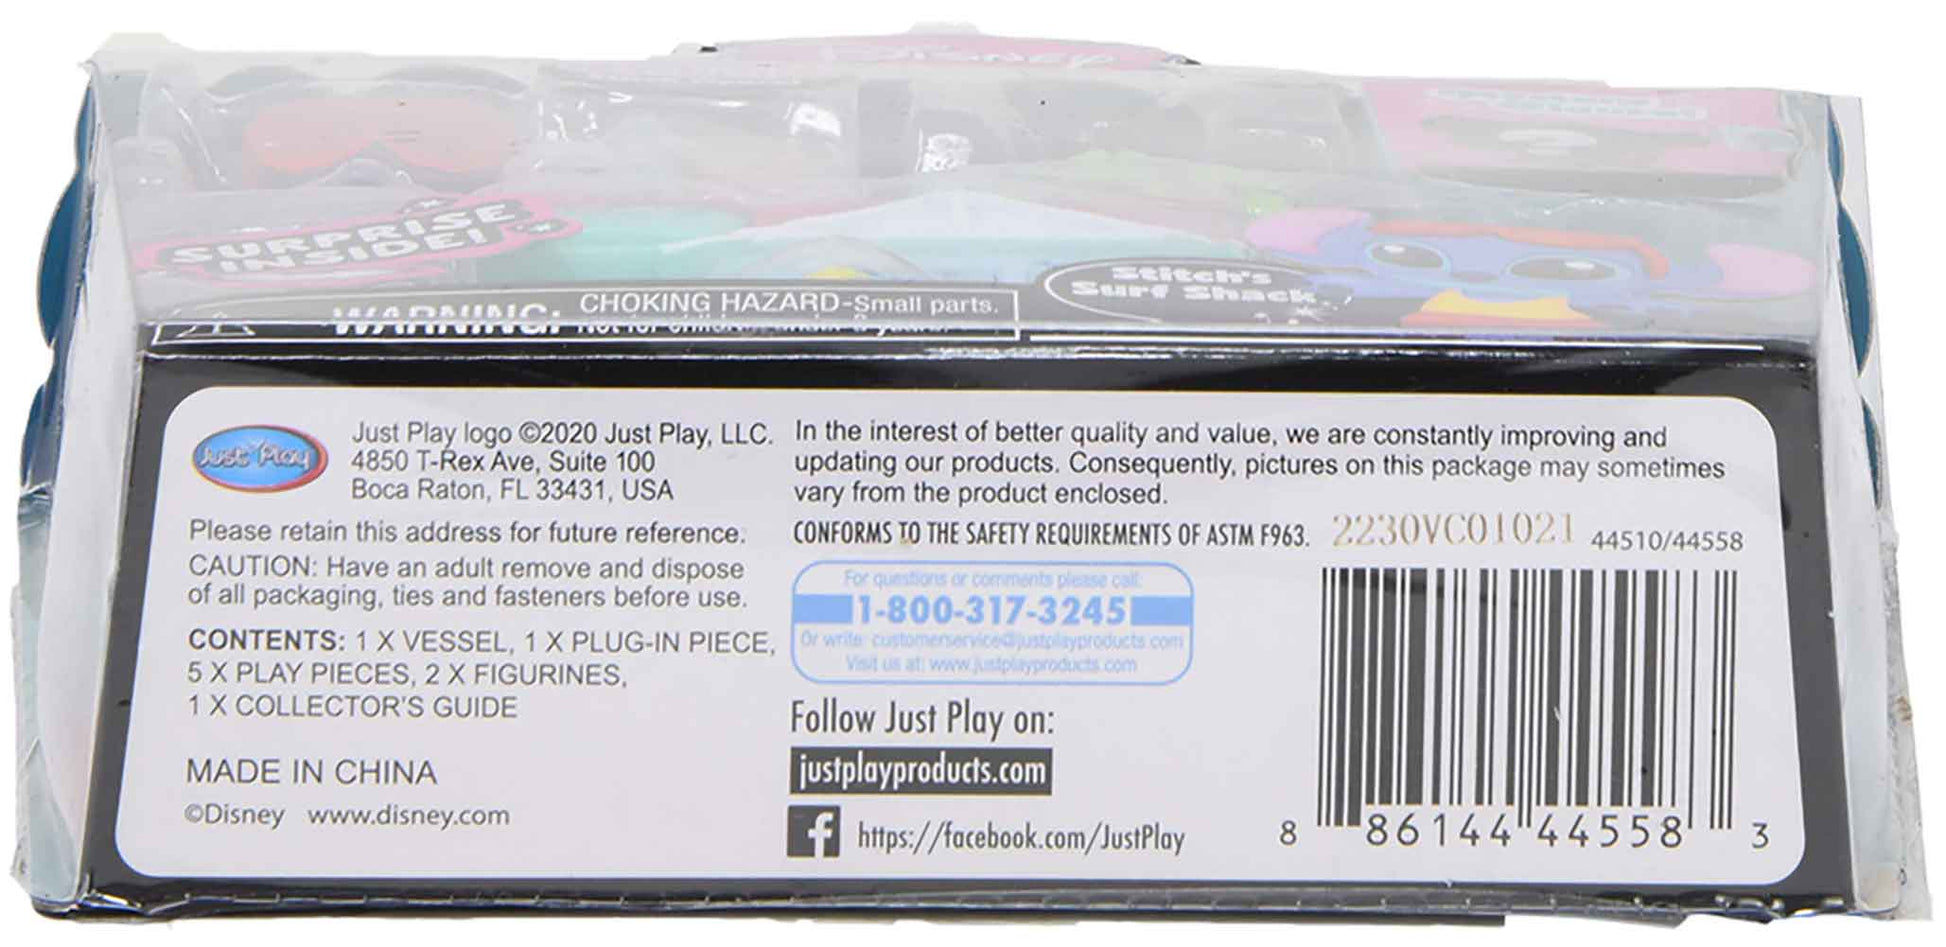 Disney
SURPRISE
INSIDE!
Stitch's
Surf Shack
WARNING: CHOKING HAZARD-Small parts.
Not for children under 3 years.
Just Play
Just Play logo ©2020 Just Play, LLC.
4850 T-Rex Ave, Suite 100
Boca Raton, FL 33431, USA
Please retain this address for future reference.
CAUTION: Have an adult remove and dispose
of all packaging, ties and fasteners before use.
CONTENTS: 1 X VESSEL, 1 X PLUG-IN PIECE,
5 X PLAY PIECES, 2 X FIGURINES,
1 X COLLECTOR'S GUIDE
MADE IN CHINA
©Disney www.disney.com
In the interest of better quality and value, we are constantly improving and
updating our products. Consequently, pictures on this package may sometimes
vary from the product enclosed.
CONFORMS TO THE SAFETY REQUIREMENTS OF ASTM F963. 2230VC01021 44510/44558
For questions or comments please call:
1-800-317-3245
Or write: customerservice@justplayproducts.com
Visit us at: www.justplayproducts.com
Follow Just Play on:
justplayproducts.com
https://facebook.com/JustPlay
8 86144 44558 3